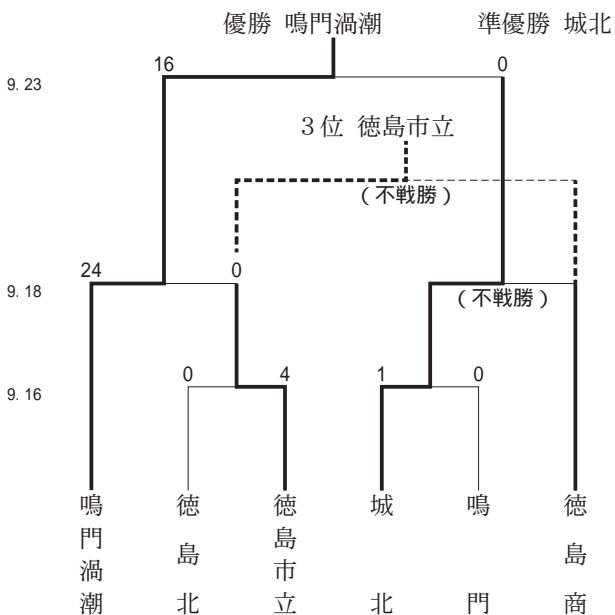 優勝 鳴門渦潮 準優勝 城北
16 0
9. 23
3位 徳島市立
(不戦勝)
24 0
9. 18 (不戦勝)
0 4 1 0
9. 16
鳴門渦潮
徳島北
徳島市立
城北
鳴門
徳島商